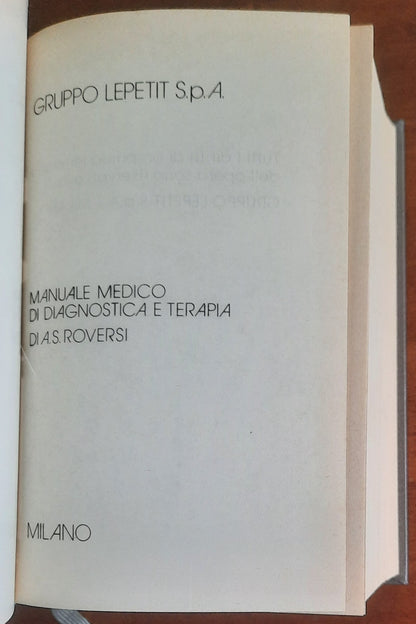 GRUPPO LEPETIT S.p.A.
MANUALE MEDICO
DI DIAGNOSTICA E TERAPIA
DI A.S. ROVERSI
MILANO